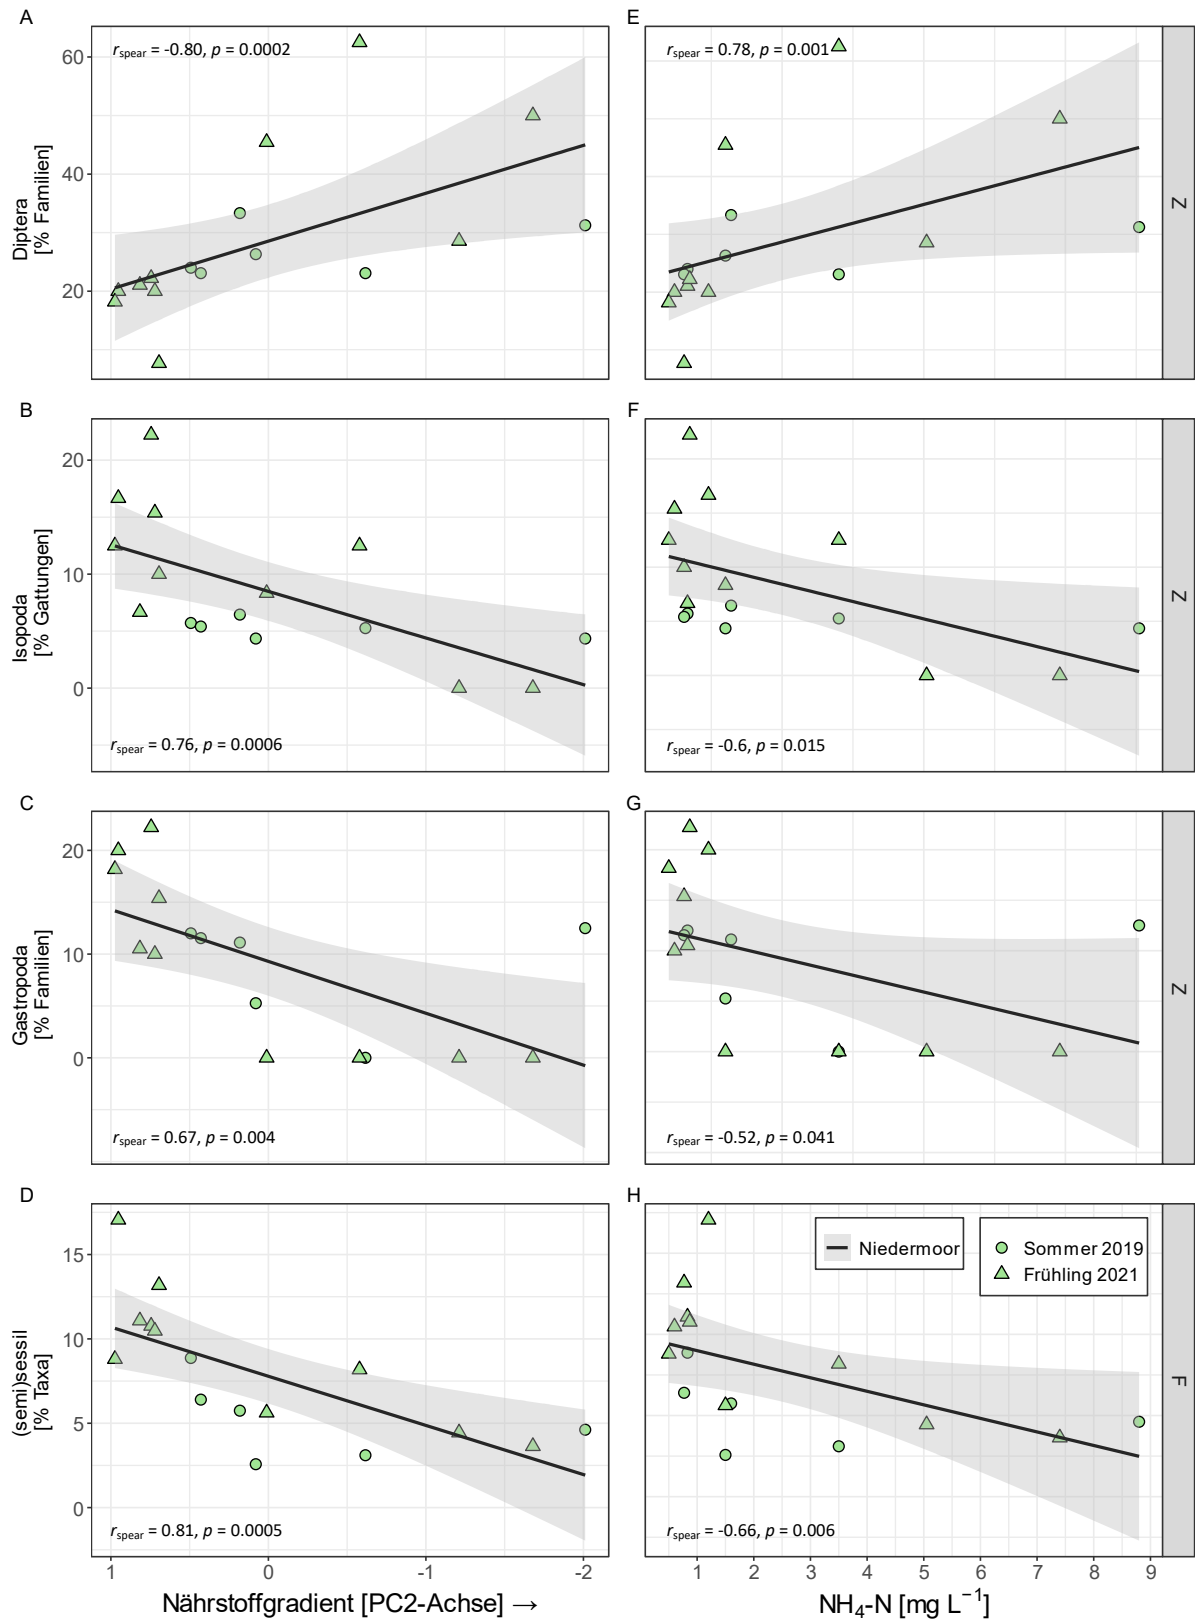 A
r_spear = -0.80, p = 0.0002
60
40
20
Diptera
[% Familien]
E
r_spear = 0.78, p = 0.001
Z
B
20
10
0
Isopoda
[% Gattungen]
r_spear = 0.76, p = 0.0006
F
r_spear = -0.6, p = 0.015
Z
C
20
10
0
Gastropoda
[% Familien]
r_spear = 0.67, p = 0.004
G
r_spear = -0.52, p = 0.041
Z
D
15
10
5
0
(semi)sessil
[% Taxa]
r_spear = 0.81, p = 0.0005
1 0 -1 -2
Nährstoffgradient [PC2-Achse] →
H
Niedermoor
Sommer 2019
Frühling 2021
r_spear = -0.66, p = 0.006
F
1 2 3 4 5 6 7 8 9
NH₄-N [mg L⁻¹]